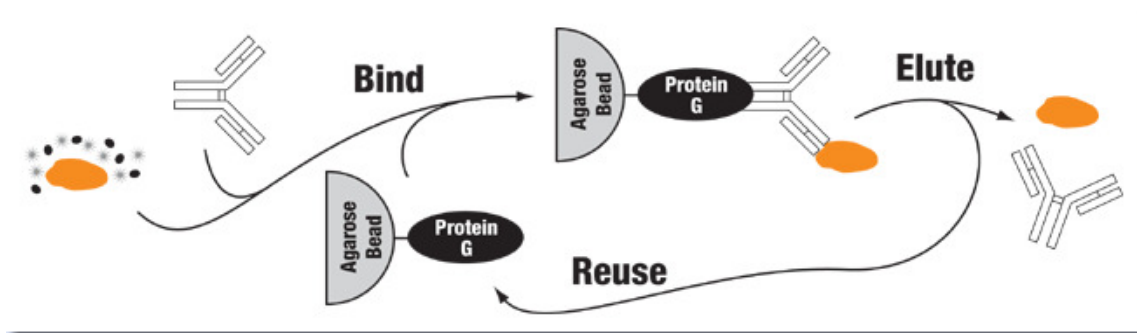 Bind
Agarose
Bead
Protein
G
Elute
Agarose
Bead
Protein
G
Reuse